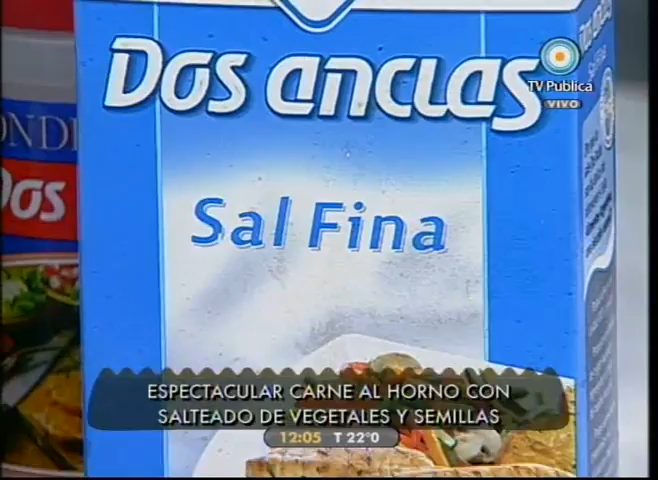 Dos anclas
TV Pública
VIVO
Dos
Sal Fina
ESPECTACULAR CARNE AL HORNO CON
SALTEADO DE VEGETALES Y SEMILLAS
12:05 T 22°0